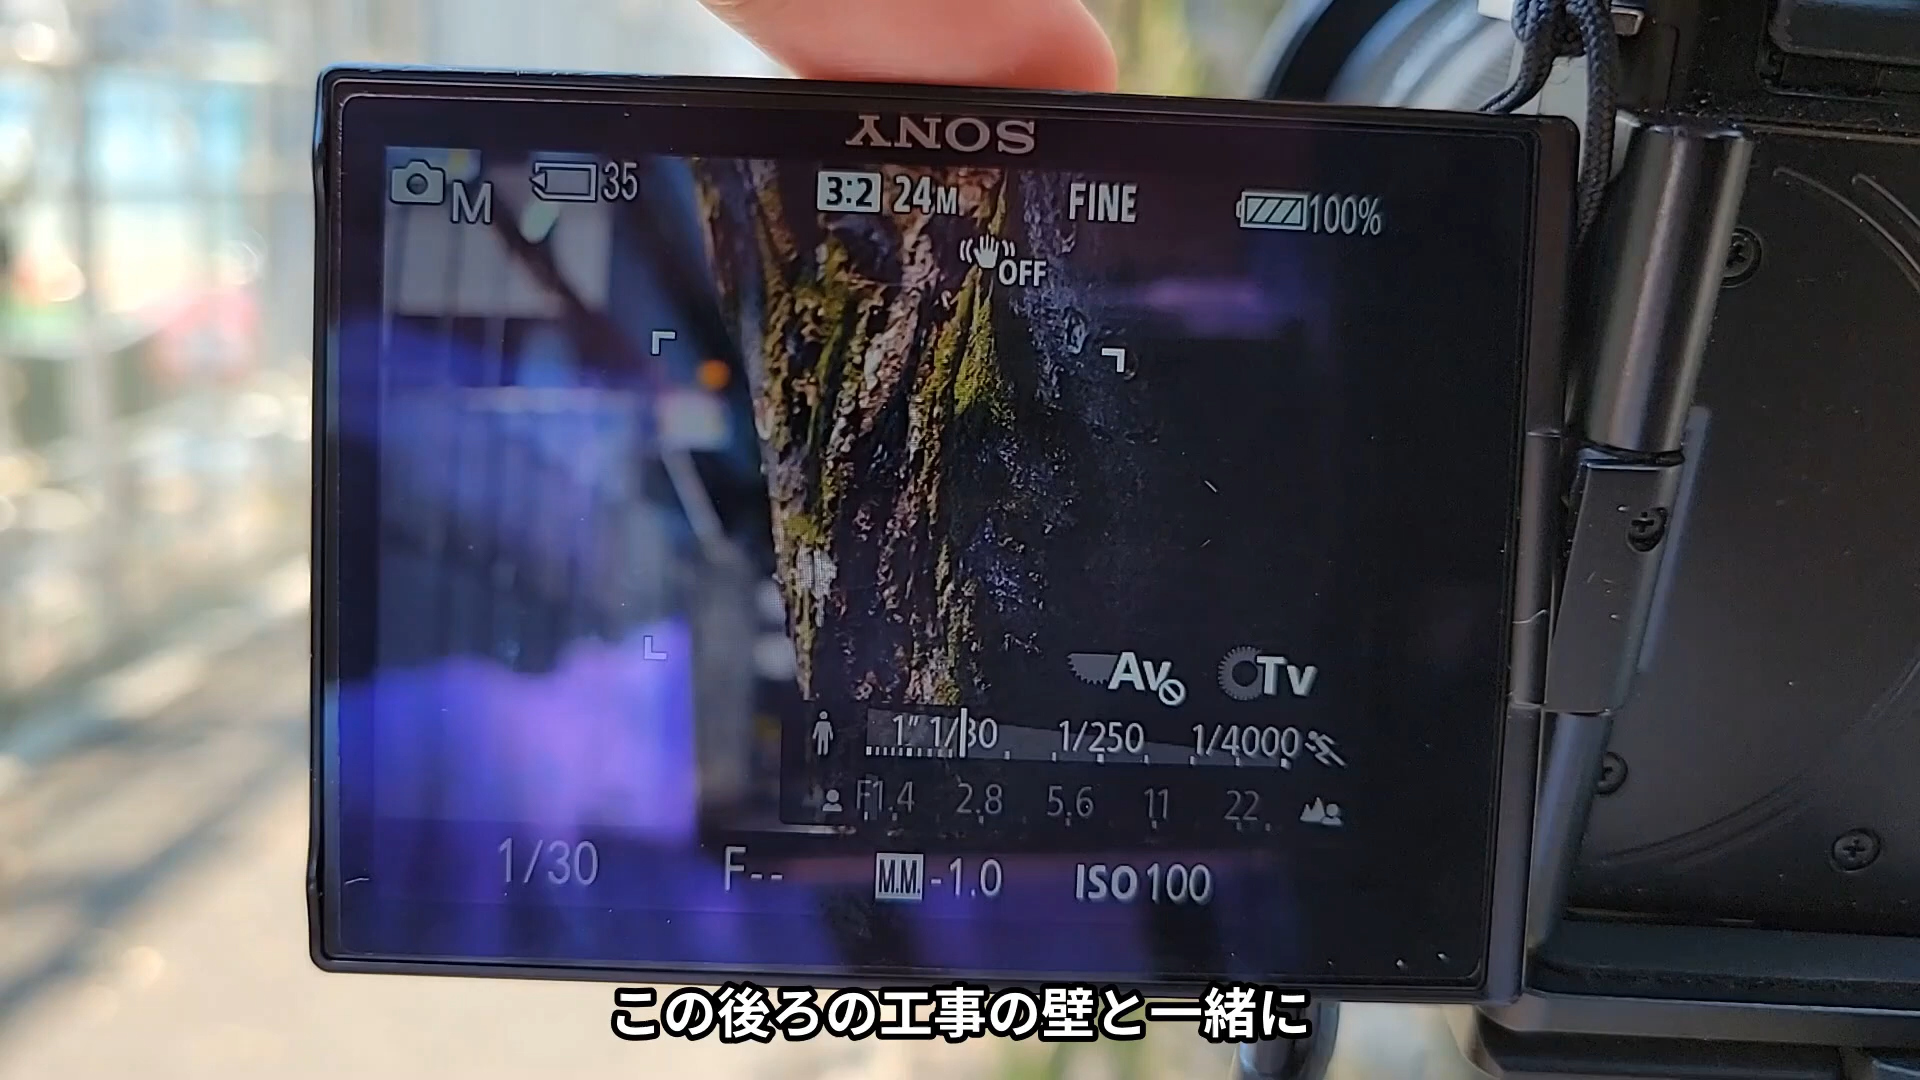 SONY
M 35 3:2 24M FINE 100%
OFF
Av Tv
1" 1/30 1/250 1/4000
F1.4 2.8 5.6 11 22
1/30 F-- M.M. -1.0 ISO100
この後ろの工事の壁と一緒に